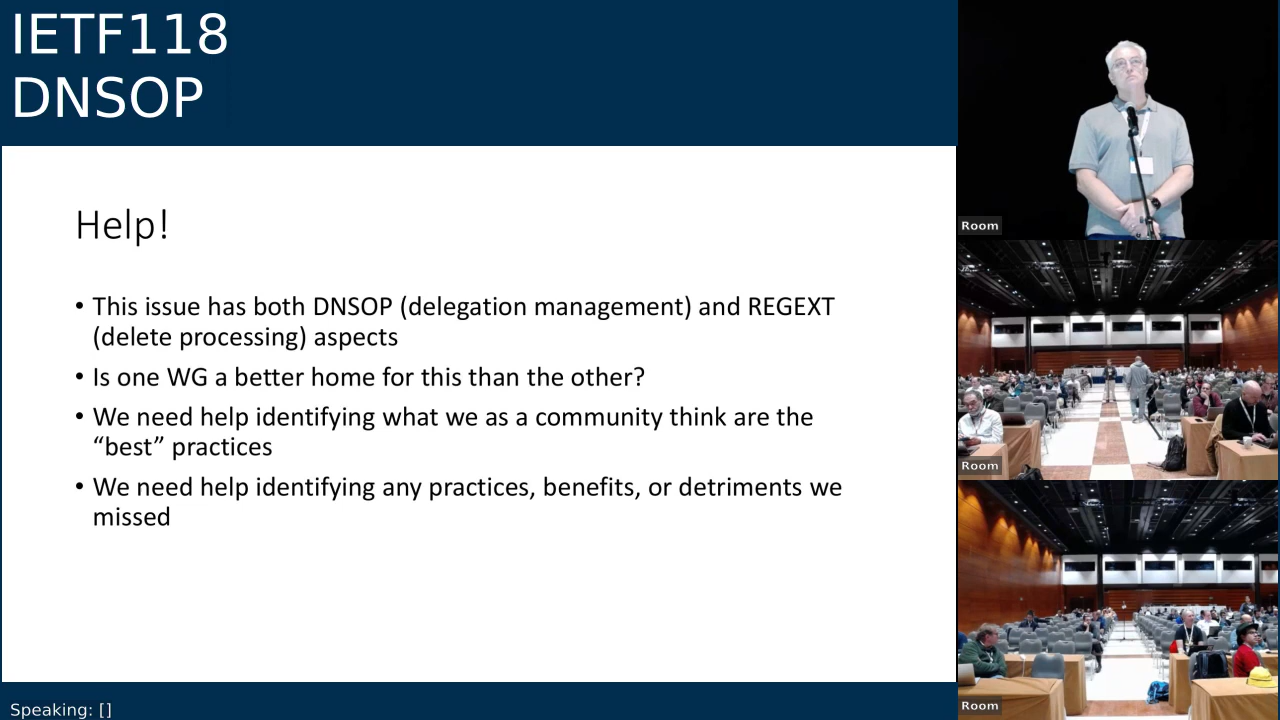 IETF118
DNSOP
Help!
• This issue has both DNSOP (delegation management) and REGEXT
(delete processing) aspects
• Is one WG a better home for this than the other?
• We need help identifying what we as a community think are the
“best” practices
• We need help identifying any practices, benefits, or detriments we
missed
Speaking: []
Room
Room
Room